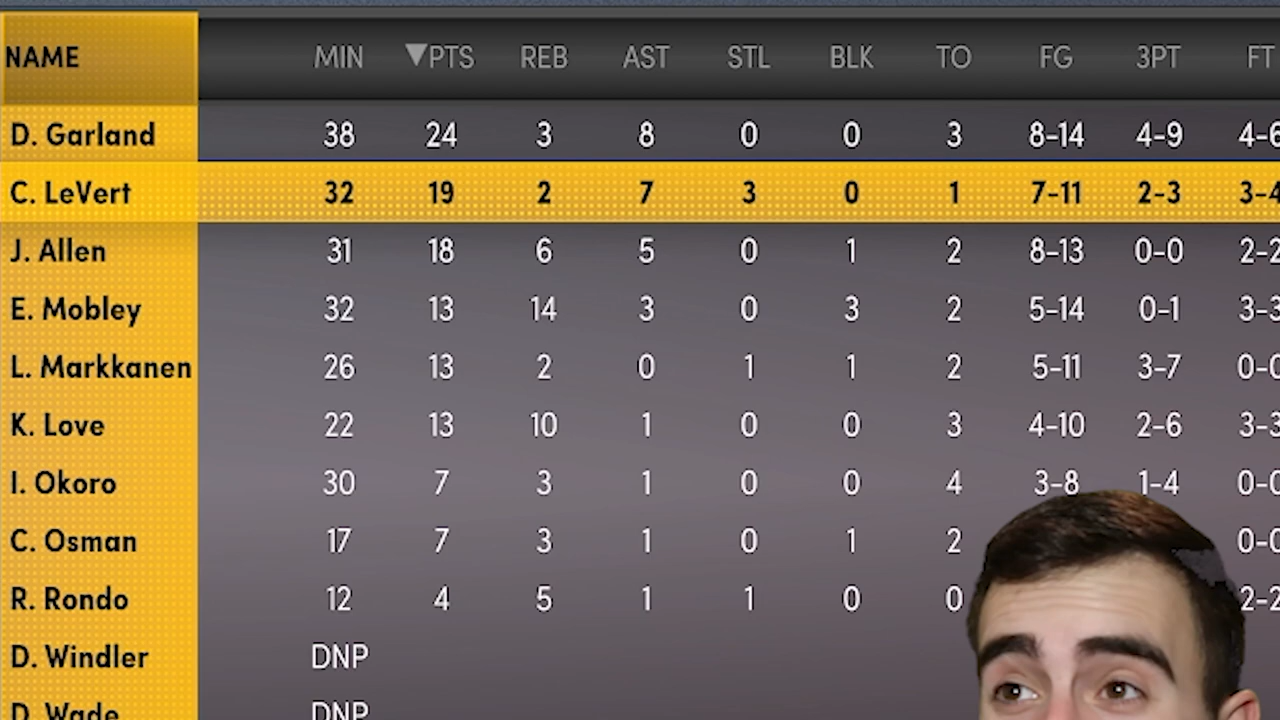 NAME MIN ▼PTS REB AST STL BLK TO FG 3PT FT
D. Garland 38 24 3 8 0 0 3 8-14 4-9 4-6
C. LeVert 32 19 2 7 3 0 1 7-11 2-3 3-4
J. Allen 31 18 6 5 0 1 2 8-13 0-0 2-2
E. Mobley 32 13 14 3 0 3 2 5-14 0-1 3-3
L. Markkanen 26 13 2 0 1 1 2 5-11 3-7 0-0
K. Love 22 13 10 1 0 0 3 4-10 2-6 3-3
I. Okoro 30 7 3 1 0 0 4 3-8 1-4 0-0
C. Osman 17 7 3 1 0 1 2 0-0
R. Rondo 12 4 5 1 1 0 0 2-2
D. Windler DNP
D. Wade DNP